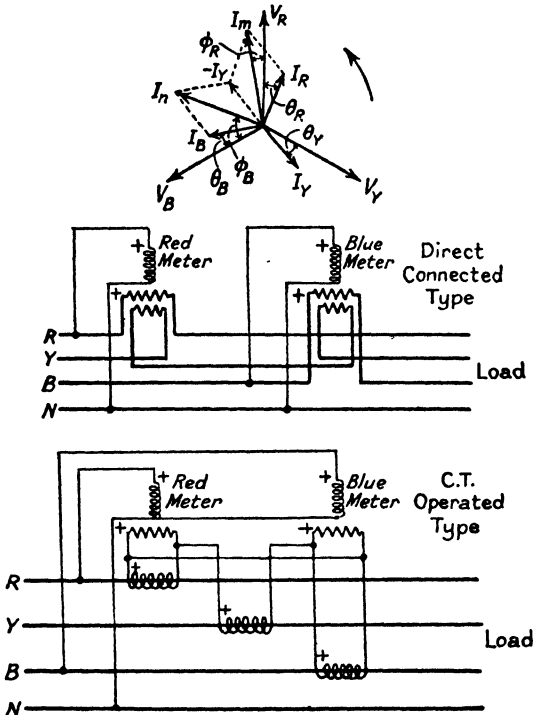 V_R
I_m
ϕ_R
-I_Y
I_R
I_n
θ_R
θ_Y
I_B
ϕ_B
θ_B
I_Y
V_B
V_Y
+ Red Meter
+ Blue Meter
Direct Connected Type
+
+
R
Y
B
N
Load
+ Red Meter
+ Blue Meter
C.T. Operated Type
+
-
R
+
Y
+
B
+
N
Load